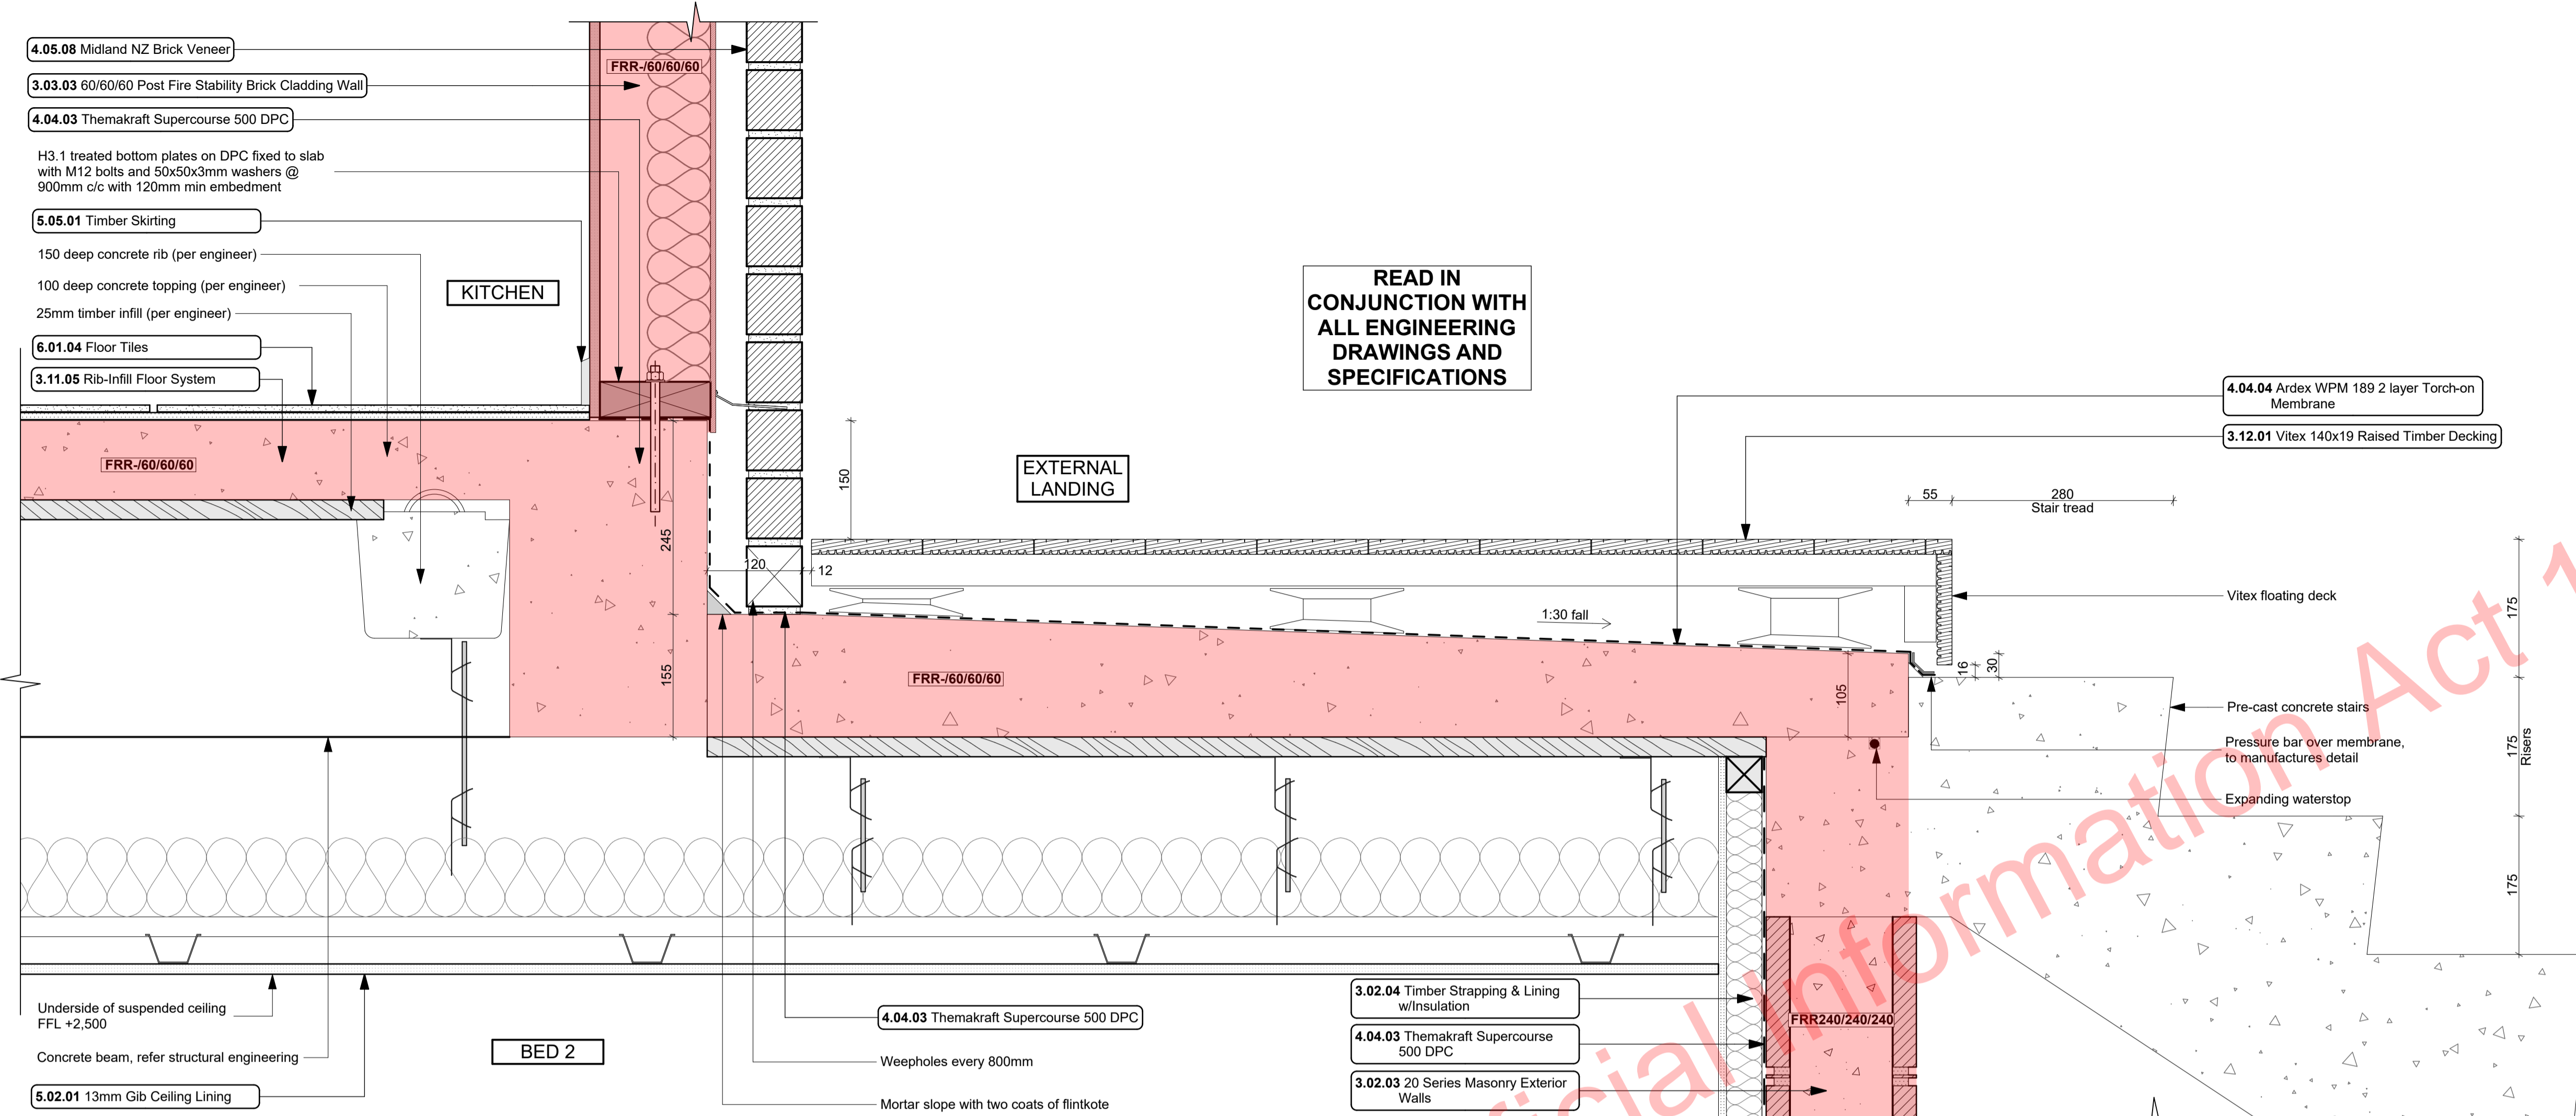 4.05.08 Midland NZ Brick Veneer
3.03.03 60/60/60 Post Fire Stability Brick Cladding Wall
4.04.03 Themakraft Supercourse 500 DPC
H3.1 treated bottom plates on DPC fixed to slab
with M12 bolts and 50x50x3mm washers @
900mm c/c with 120mm min embedment
5.05.01 Timber Skirting
150 deep concrete rib (per engineer)
100 deep concrete topping (per engineer)
25mm timber infill (per engineer)
6.01.04 Floor Tiles
3.11.05 Rib-Infill Floor System
KITCHEN
FRR-/60/60/60
FRR-/60/60/60
245
155
120
12
150
EXTERNAL
LANDING
READ IN
CONJUNCTION WITH
ALL ENGINEERING
DRAWINGS AND
SPECIFICATIONS
4.04.04 Ardex WPM 189 2 layer Torch-on
Membrane
3.12.01 Vitex 140x19 Raised Timber Decking
55
280
Stair tread
1:30 fall
FRR-/60/60/60
105
16
30
Vitex floating deck
Pre-cast concrete stairs
Pressure bar over membrane,
to manufactures detail
Expanding waterstop
175
175
Risers
175
Underside of suspended ceiling
FFL +2,500
Concrete beam, refer structural engineering
5.02.01 13mm Gib Ceiling Lining
BED 2
4.04.03 Themakraft Supercourse 500 DPC
Weepholes every 800mm
Mortar slope with two coats of flintkote
3.02.04 Timber Strapping & Lining
w/Insulation
4.04.03 Themakraft Supercourse
500 DPC
3.02.03 20 Series Masonry Exterior
Walls
FRR240/240/240
Information Act